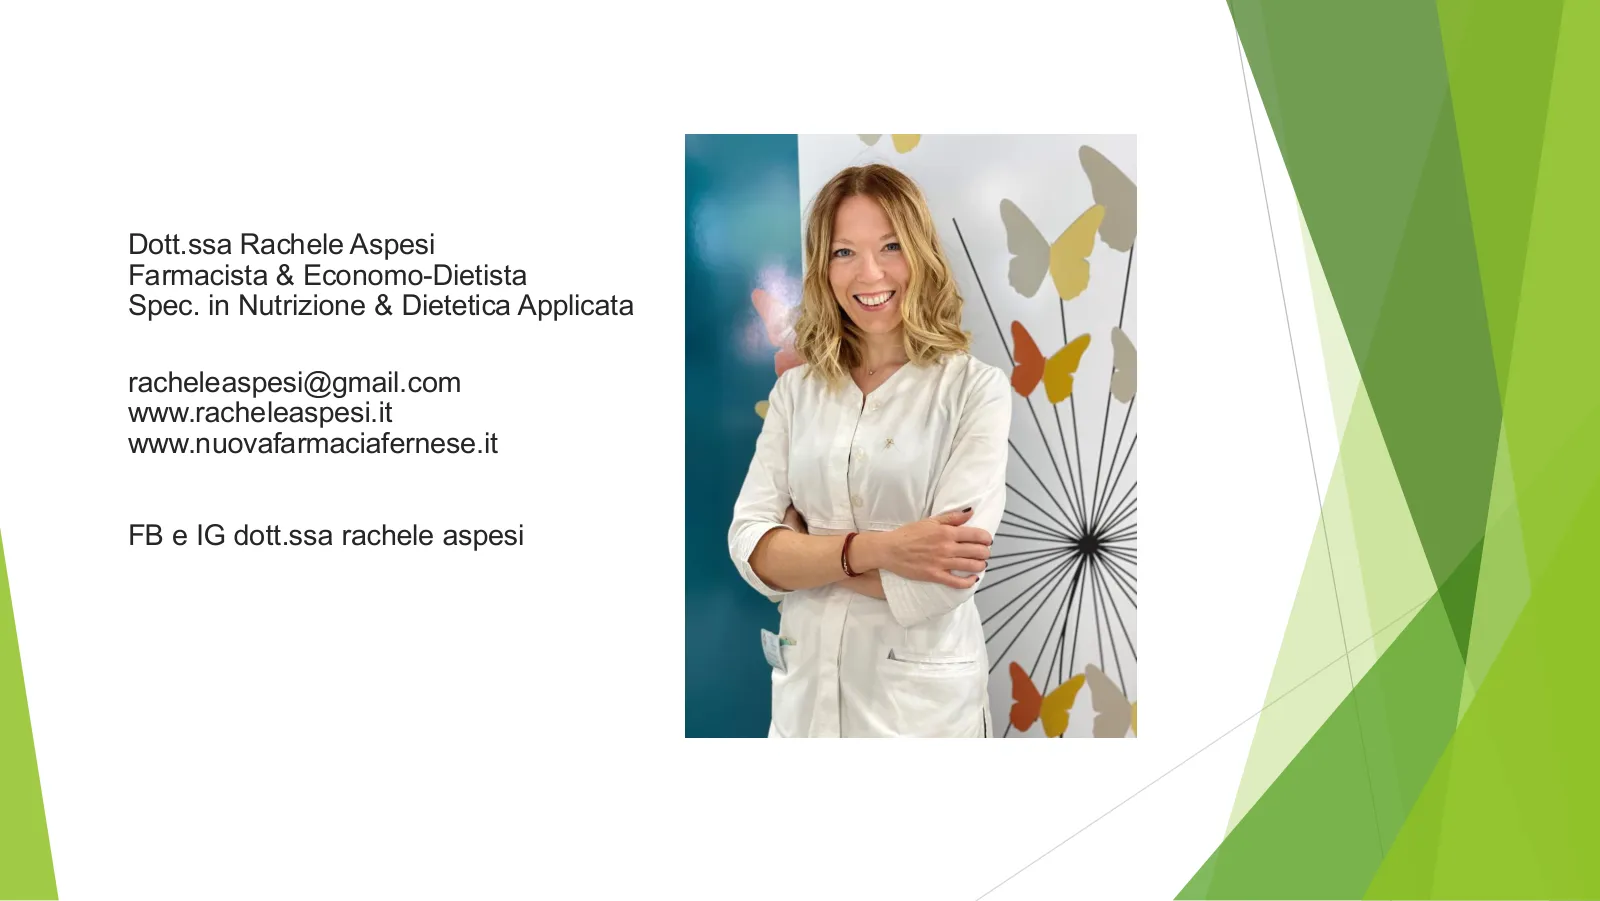 Dott.ssa Rachele Aspesi
Farmacista & Economo-Dietista
Spec. in Nutrizione & Dietetica Applicata
racheleaspesi@gmail.com
www.racheleaspesi.it
www.nuovafarmaciafernese.it
FB e IG dott.ssa rachele aspesi